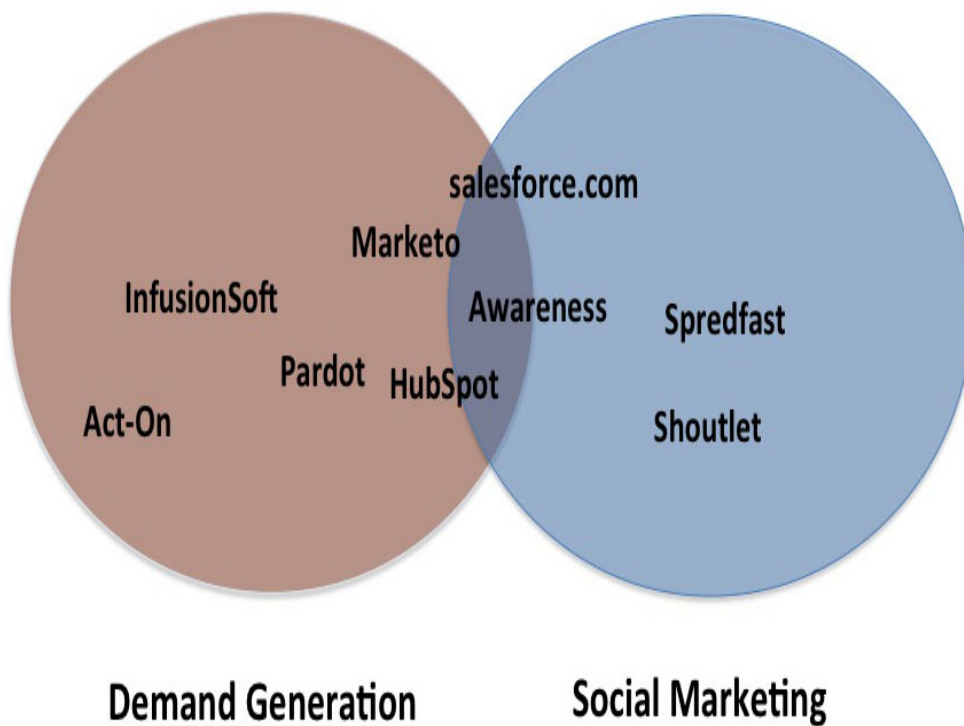 salesforce.com
Marketo
InfusionSoft
Awareness
Spredfast
Pardot
HubSpot
Act-On
Shoutlet
Demand Generation
Social Marketing